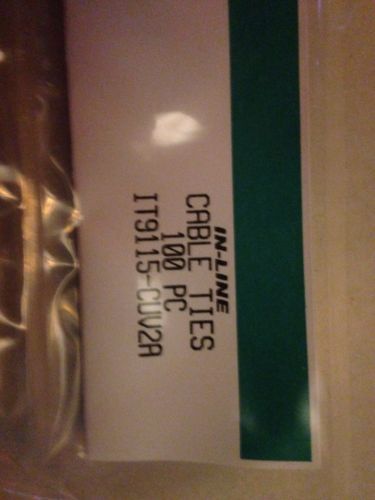 IN-LINE
CABLE TIES
100 PC
IT9115-CUV2A